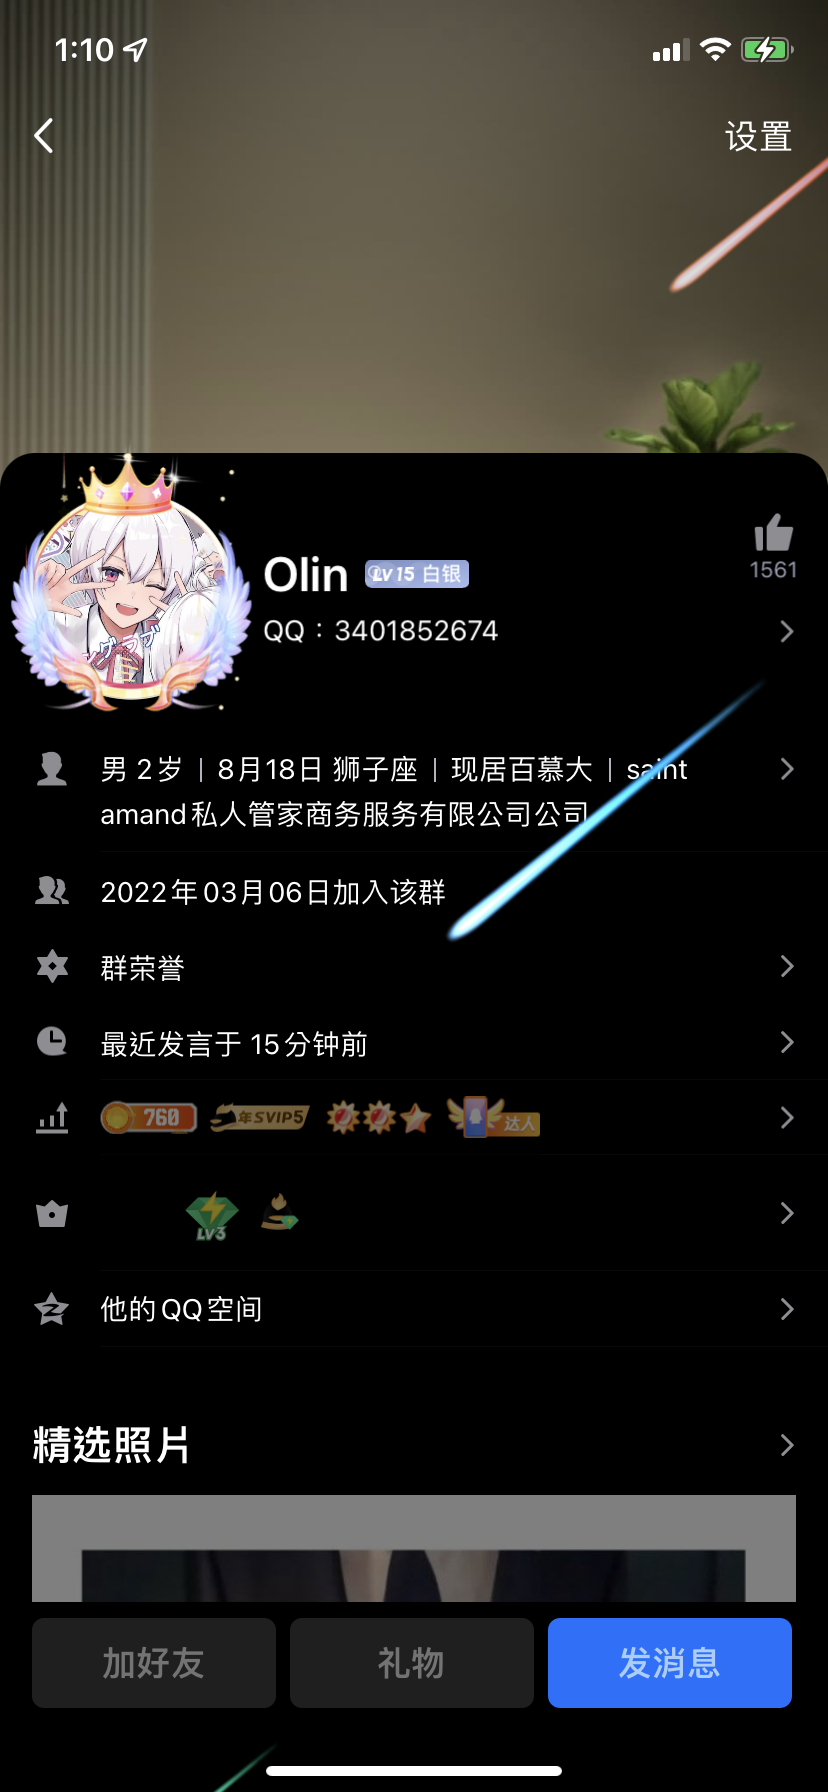 1:10
设置
Olin Lv 15 白银
1561
QQ：3401852674
男 2岁｜8月18日 狮子座｜现居百慕大｜saint
amand私人管家商务服务有限公司公司
2022年03月06日加入该群
群荣誉
最近发言于 15分钟前
760 年SVIP5 达人
LV3
他的QQ空间
精选照片
加好友 礼物 发消息